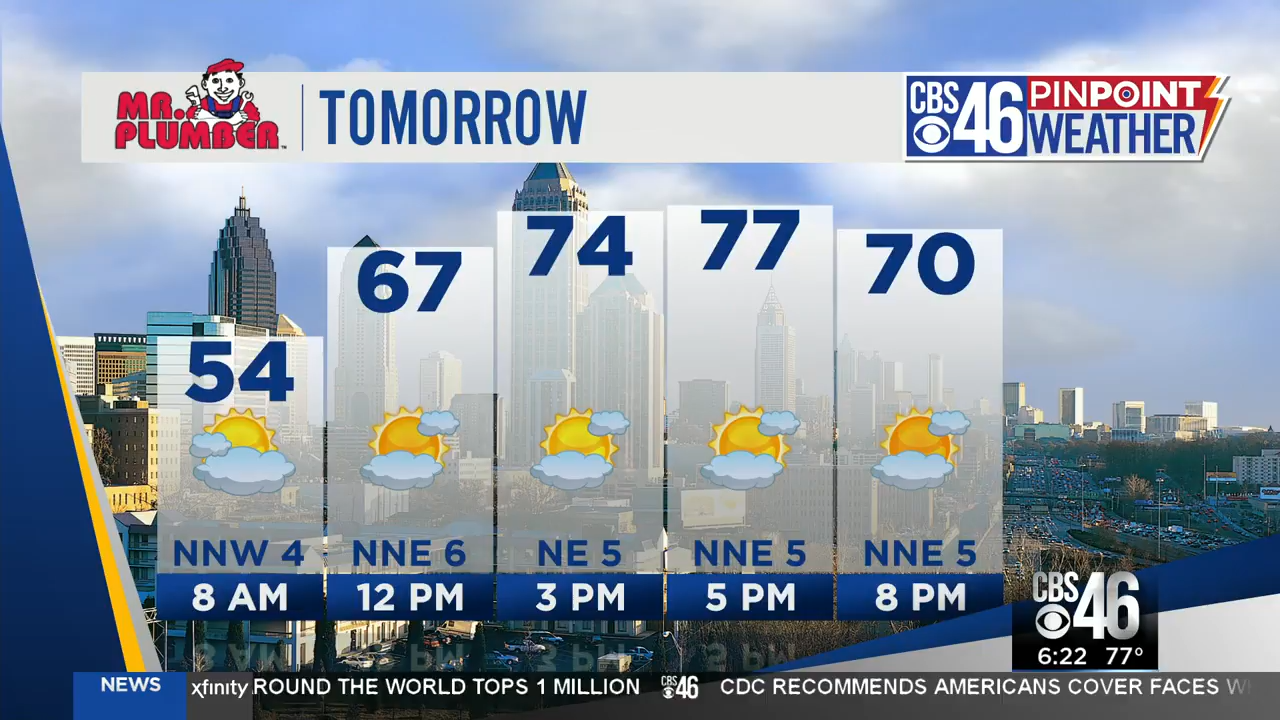 MR. PLUMBER™
TOMORROW
CBS 46 PINPOINT WEATHER
54 67 74 77 70
NNW 4 NNE 6 NE 5 NNE 5 NNE 5
8 AM 12 PM 3 PM 5 PM 8 PM
CBS 46
6:22 77°
NEWS xfinity ROUND THE WORLD TOPS 1 MILLION CBS 46 CDC RECOMMENDS AMERICANS COVER FACES